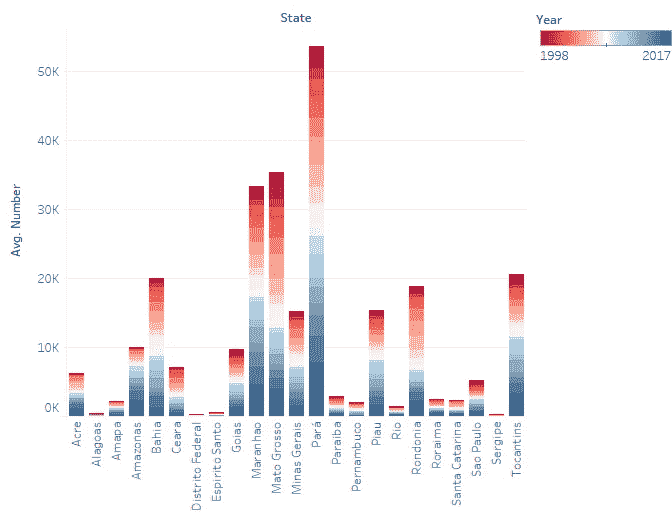 State
Year
1998 2017
Avg. Number
50K
40K
30K
20K
10K
0K
Acre
Alagoas
Amapa
Amazonas
Bahia
Ceara
Distrito Federal
Espirito Santo
Goias
Maranhao
Mato Grosso
Minas Gerais
Pará
Paraiba
Pernambuco
Piau
Rio
Rondonia
Roraima
Santa Catarina
Sao Paulo
Sergipe
Tocantins